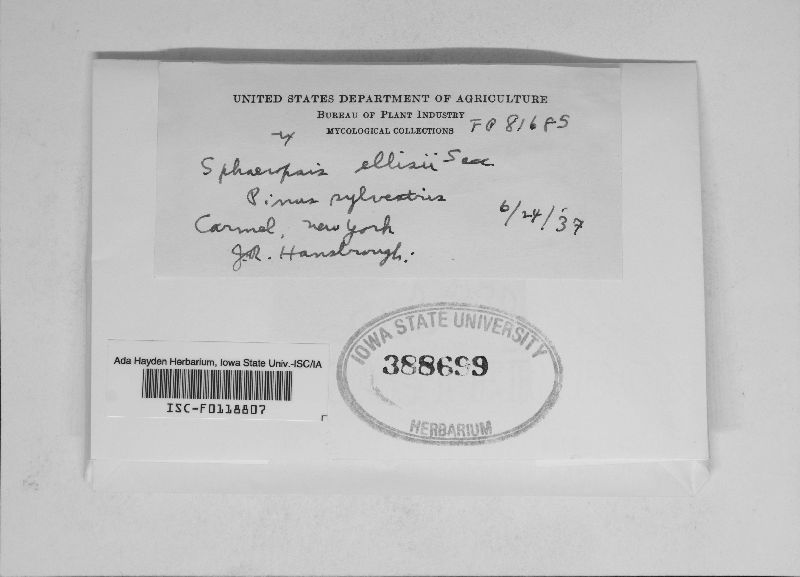 UNITED STATES DEPARTMENT OF AGRICULTURE
BUREAU OF PLANT INDUSTRY
MYCOLOGICAL COLLECTIONS FP 81685
Sphaeropsis ellisii Sacc
Pinus sylvestris
6/24/37
Carmel, New York
J.R. Hansbrough.
IOWA STATE UNIVERSITY
388699
HERBARIUM
Ada Hayden Herbarium, Iowa State Univ.-ISC/IA
ISC-F0118807